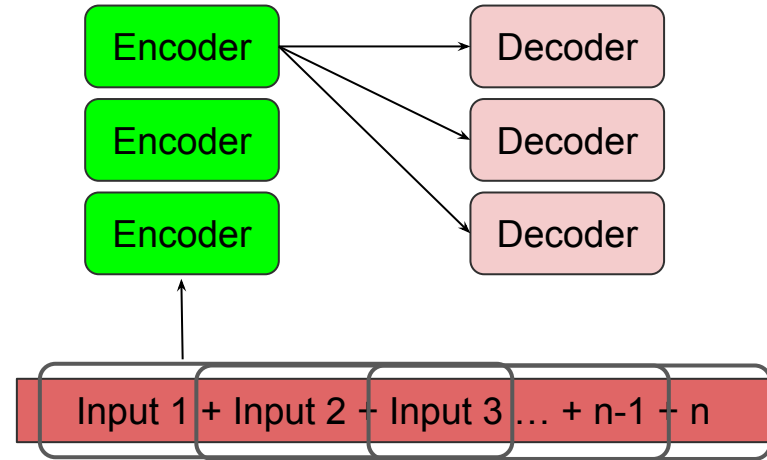 Encoder
Decoder
Encoder
Decoder
Encoder
Decoder
Input 1 + Input 2 + Input 3 … + n-1 + n